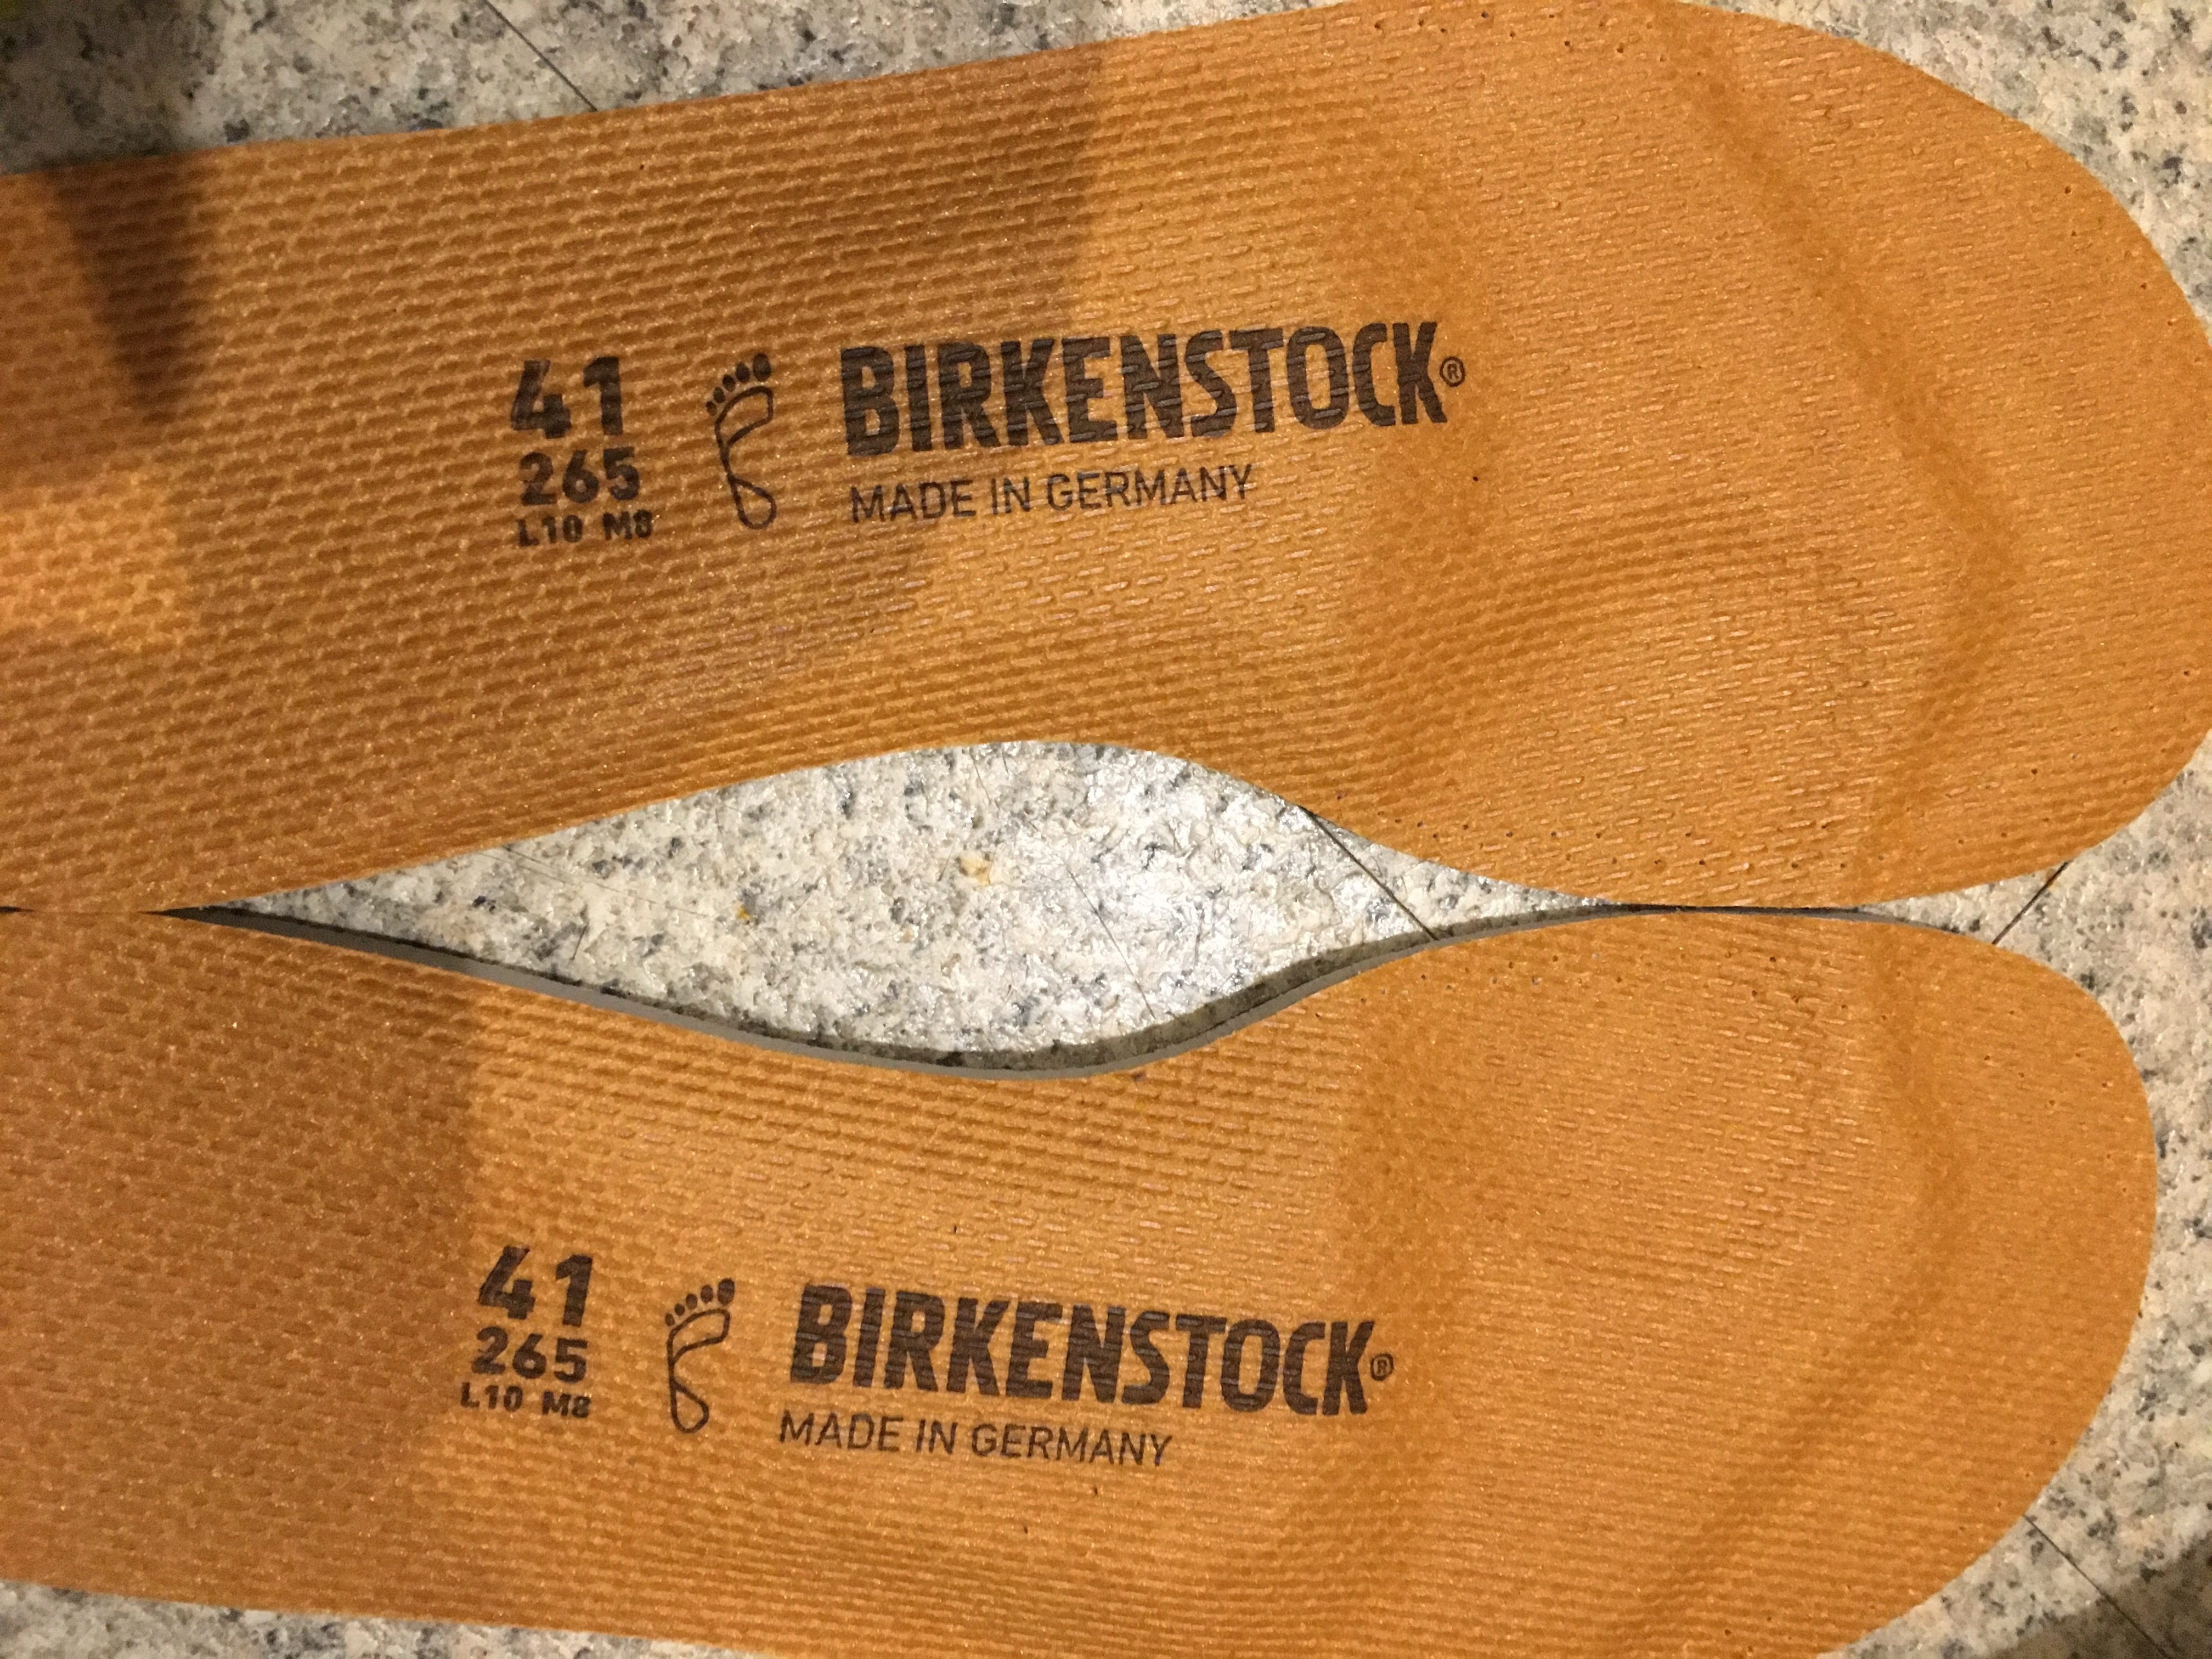 41
265
L10 M8
BIRKENSTOCK®
MADE IN GERMANY
41
265
L10 M8
BIRKENSTOCK®
MADE IN GERMANY